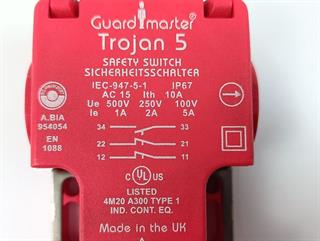 Guardmaster
Trojan 5
SAFETY SWITCH
SICHERHEITSSCHALTER
IEC-947-5-1 IP67
AC 15 Ith 10A
Ue 500V 250V 100V
Ie 1A 2A 5A
A.BIA
954054
EN
1088
34 33
22 21
12 11
C UL US
LISTED
4M20 A300 TYPE 1
IND. CONT. EQ.
Made in the UK